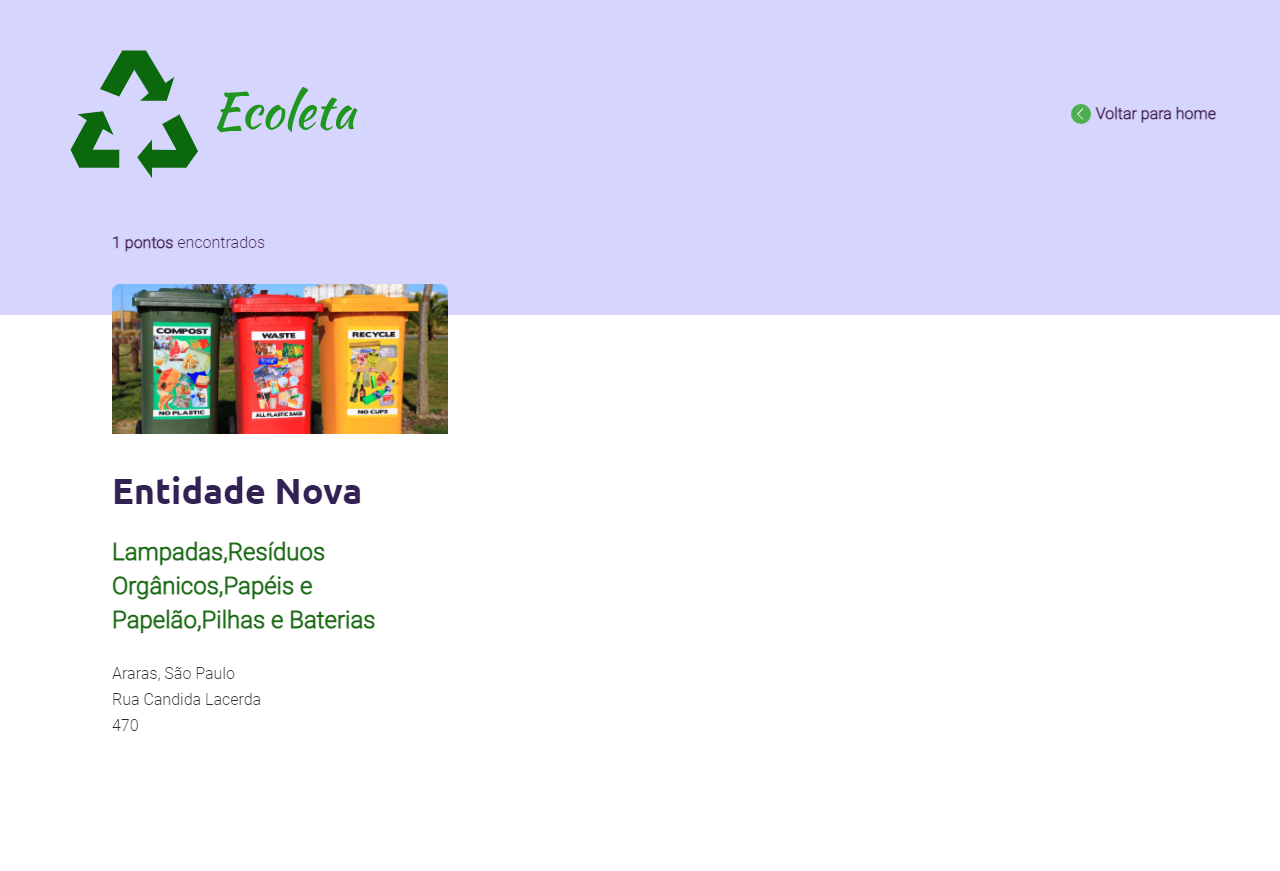 Ecoleta
Voltar para home
1 pontos encontrados
COMPOST
WASTE
RECYCLE
NO PLASTIC
ALL PLASTIC BAGS
NO CUPS
Entidade Nova
Lampadas,Resíduos
Orgânicos,Papéis e
Papelão,Pilhas e Baterias
Araras, São Paulo
Rua Candida Lacerda
470